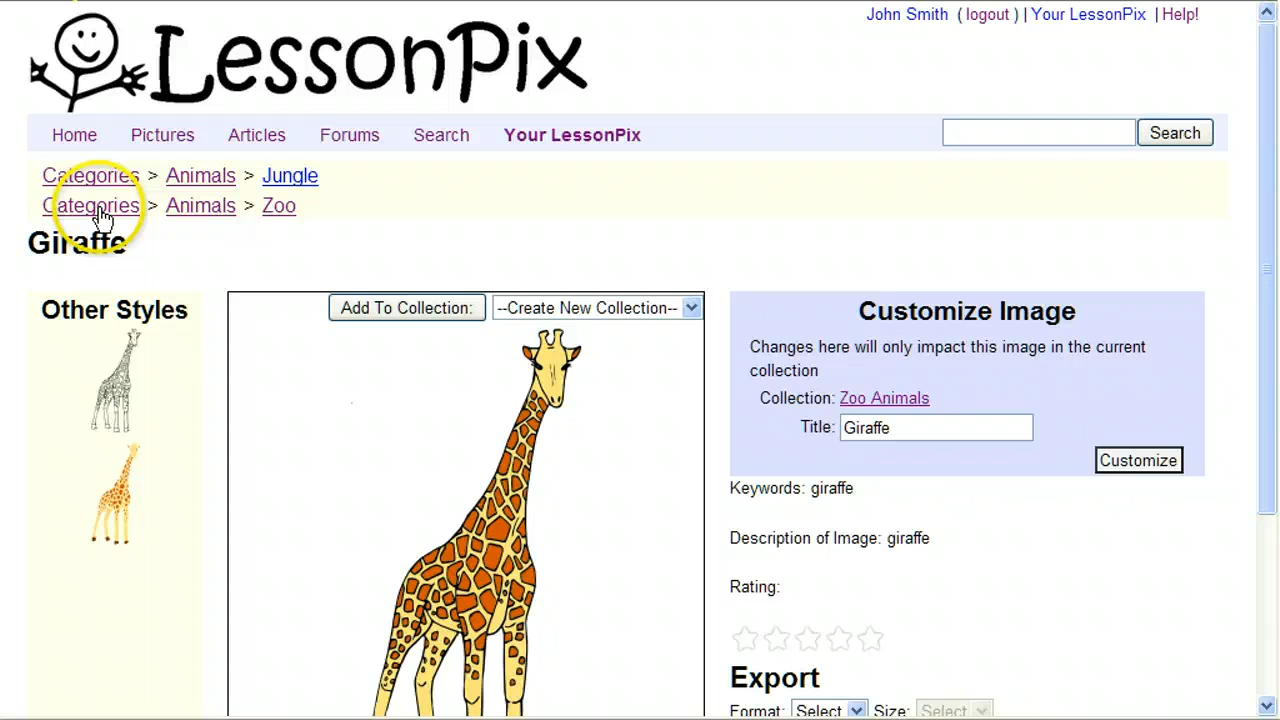 John Smith ( logout ) | Your LessonPix | Help!
LessonPix
Home Pictures Articles Forums Search Your LessonPix Search
Categories > Animals > Jungle
Categories > Animals > Zoo
Giraffe
Other Styles
Add To Collection: --Create New Collection--
Customize Image
Changes here will only impact this image in the current
collection
Collection: Zoo Animals
Title: Giraffe
Customize
Keywords: giraffe
Description of Image: giraffe
Rating:
Export
Format: Select Size: Select